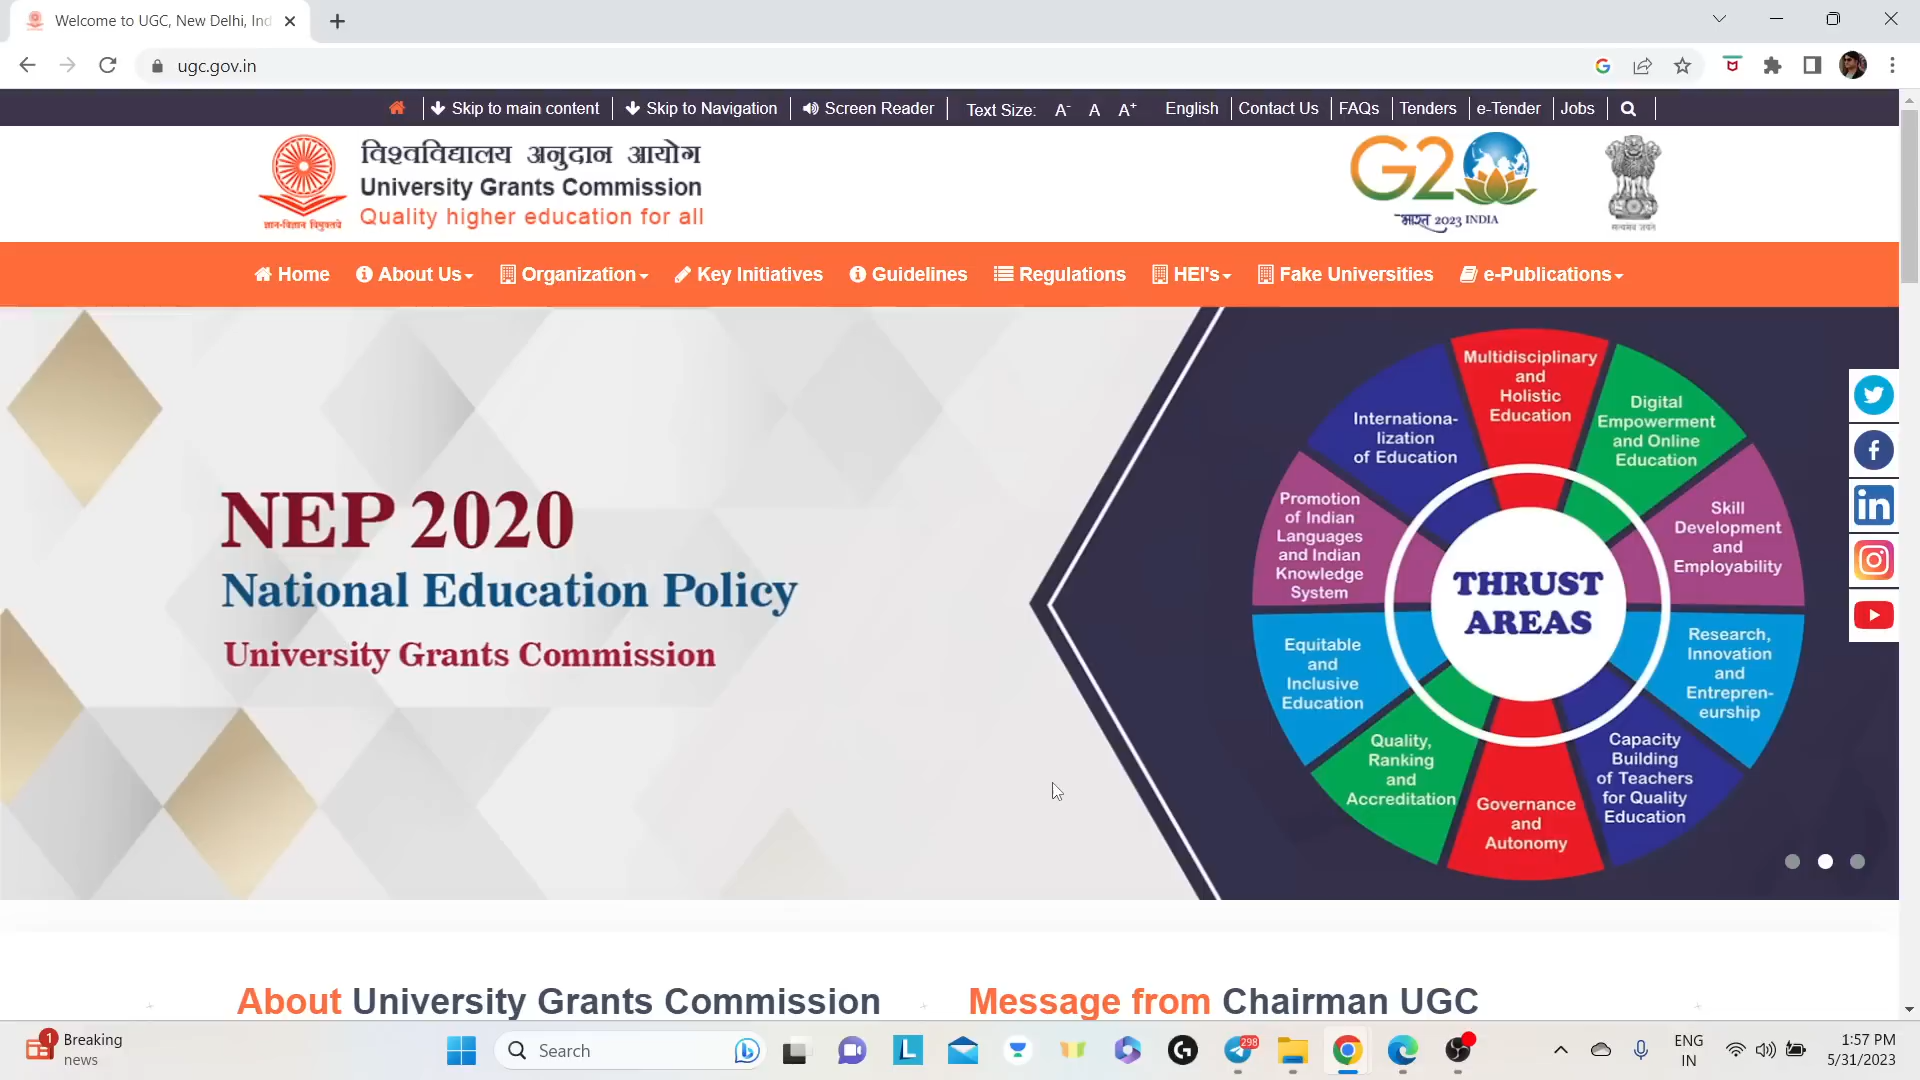 Welcome to UGC, New Delhi, Ind
ugc.gov.in
Skip to main content
Skip to Navigation
Screen Reader
Text Size: A- A A+
English
Contact Us
FAQs
Tenders
e-Tender
Jobs
विश्वविद्यालय अनुदान आयोग
University Grants Commission
Quality higher education for all
ज्ञान-विज्ञान विमुक्तये
G20
भारत 2023 INDIA
सत्यमेव जयते
Home
About Us
Organization
Key Initiatives
Guidelines
Regulations
HEI's
Fake Universities
e-Publications
NEP 2020
National Education Policy
University Grants Commission
THRUST
AREAS
Multidisciplinary
and
Holistic
Education
Digital
Empowerment
and Online
Education
Skill
Development
and
Employability
Research,
Innovation
and
Entrepren-
eurship
Capacity
Building
of Teachers
for Quality
Education
Governance
and
Autonomy
Quality,
Ranking
and
Accreditation
Equitable
and
Inclusive
Education
Promotion
of Indian
Languages
and Indian
Knowledge
System
Internationa-
lization
of Education
About University Grants Commission
Message from Chairman UGC
1
Breaking
news
Search
298
ENG
IN
1:57 PM
5/31/2023